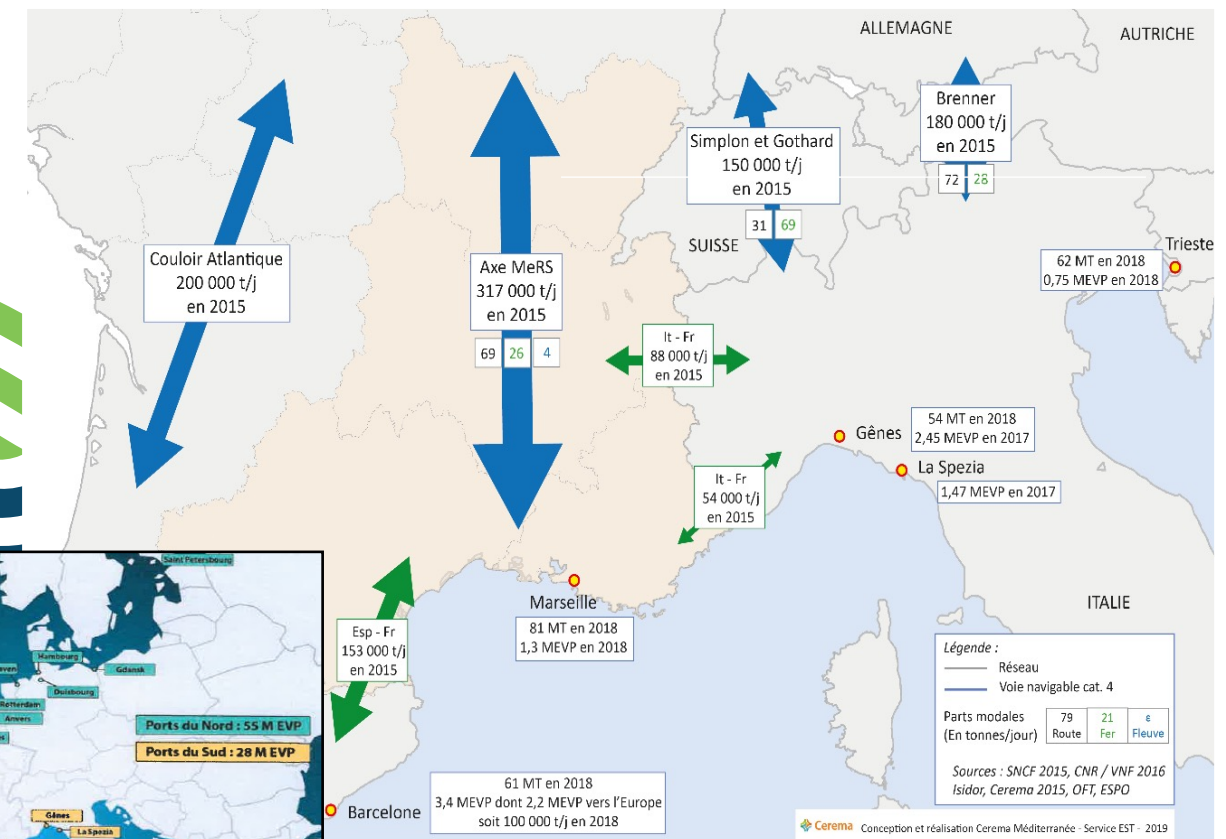 ALLEMAGNE
AUTRICHE
Brenner
180 000 t/j
en 2015
72 28
Simplon et Gothard
150 000 t/j
en 2015
31 69
SUISSE
Couloir Atlantique
200 000 t/j
en 2015
Axe MeRS
317 000 t/j
en 2015
69 26 4
Trieste
62 MT en 2018
0,75 MEVP en 2018
It - Fr
88 000 t/j
en 2015
Gênes
54 MT en 2018
2,45 MEVP en 2017
La Spezia
1,47 MEVP en 2017
It - Fr
54 000 t/j
en 2015
Marseille
81 MT en 2018
1,3 MEVP en 2018
ITALIE
Esp - Fr
153 000 t/j
en 2015
Barcelone
61 MT en 2018
3,4 MEVP dont 2,2 MEVP vers l'Europe
soit 100 000 t/j en 2018
Légende :
Réseau
Voie navigable cat. 4
Parts modales
(En tonnes/jour)
79 21 ε
Route Fer Fleuve
Sources : SNCF 2015, CNR / VNF 2016
Isidor, Cerema 2015, OFT, ESPO
Cerema Conception et réalisation Cerema Méditerranée - Service EST - 2019
Saint Petersbourg
Hambourg
Gdansk
Duisbourg
Rotterdam
Anvers
Ports du Nord : 55 M EVP
Ports du Sud : 28 M EVP
Gênes
La Spezia